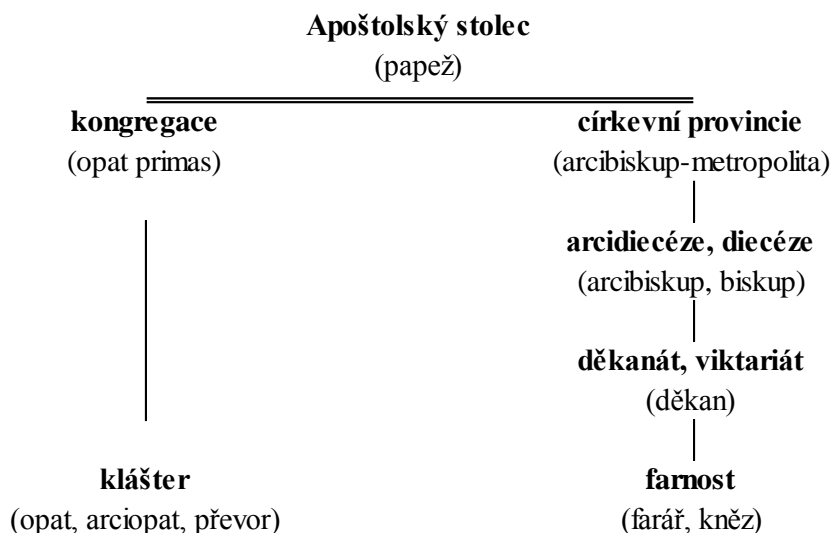 Apoštolský stolec
(papež)
kongregace
(opat primas)
církevní provincie
(arcibiskup-metropolita)
arcidiecéze, diecéze
(arcibiskup, biskup)
děkanát, viktariát
(děkan)
klášter
(opat, arciopat, převor)
farnost
(farář, kněz)